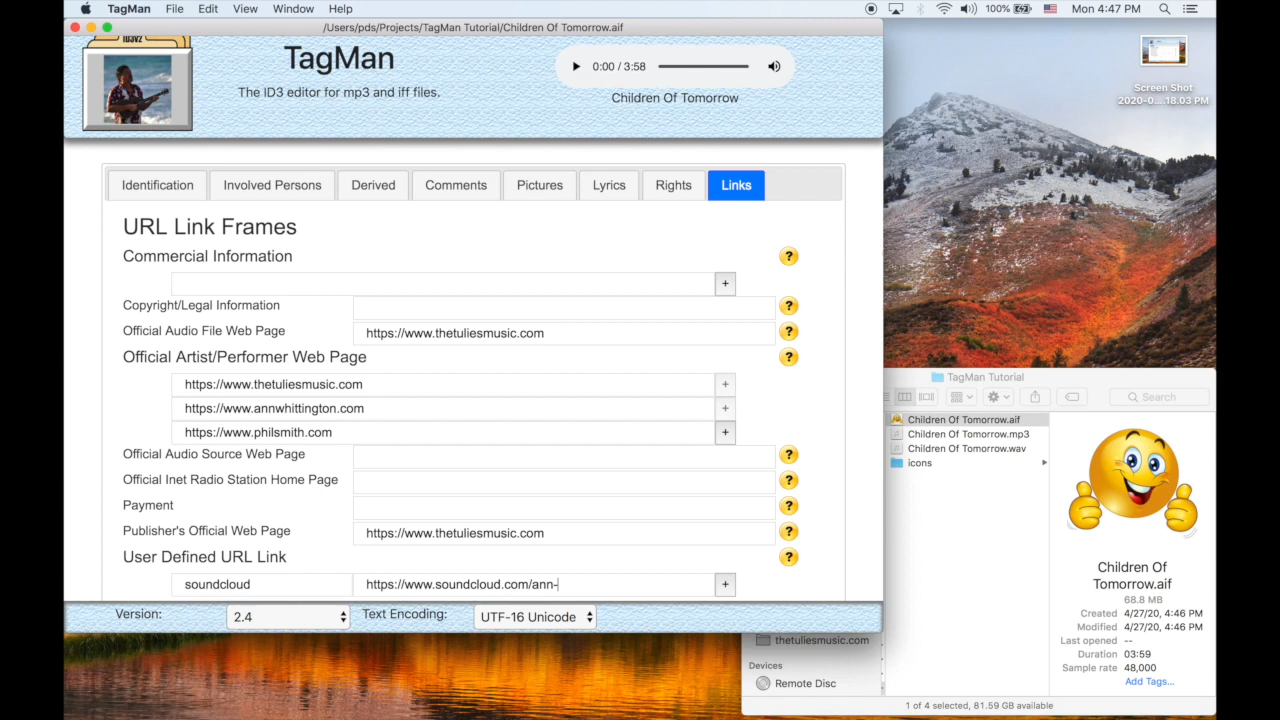 TagMan File Edit View Window Help 100% Mon 4:47 PM
/Users/pds/Projects/TagMan Tutorial/Children Of Tomorrow.aif
TagMan
The ID3 editor for mp3 and iff files.
0:00 / 3:58
Children Of Tomorrow
Screen Shot
2020-0....18.03 PM
Identification Involved Persons Derived Comments Pictures Lyrics Rights Links
URL Link Frames
Commercial Information ?
+
Copyright/Legal Information ?
Official Audio File Web Page https://www.thetuliesmusic.com ?
Official Artist/Performer Web Page ?
https://www.thetuliesmusic.com +
https://www.annwhittington.com +
https://www.philsmith.com +
Official Audio Source Web Page ?
Official Inet Radio Station Home Page ?
Payment ?
Publisher's Official Web Page https://www.thetuliesmusic.com ?
User Defined URL Link ?
soundcloud https://www.soundcloud.com/ann- +
Version: 2.4 Text Encoding: UTF-16 Unicode
TagMan Tutorial
Search
Children Of Tomorrow.aif
Children Of Tomorrow.mp3
Children Of Tomorrow.wav
icons
Children Of
Tomorrow.aif
68.8 MB
Created 4/27/20, 4:46 PM
Modified 4/27/20, 4:46 PM
Last opened --
Duration 03:59
Sample rate 48,000
Add Tags...
thetuliesmusic.com
Devices
Remote Disc
1 of 4 selected, 81.59 GB available